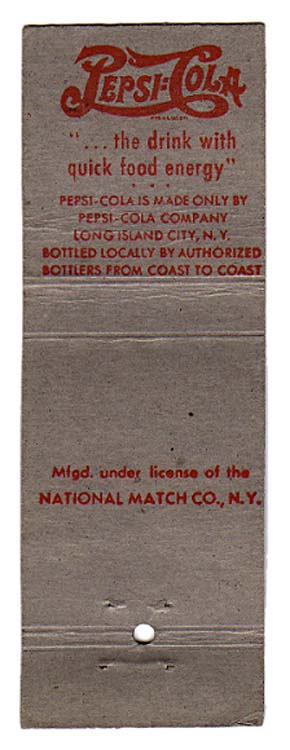 PEPSI-COLA
"... the drink with
quick food energy"
PEPSI-COLA IS MADE ONLY BY
PEPSI-COLA COMPANY
LONG ISLAND CITY, N.Y.
BOTTLED LOCALLY BY AUTHORIZED
BOTTLERS FROM COAST TO COAST
Mfgd. under license of the
NATIONAL MATCH CO., N.Y.